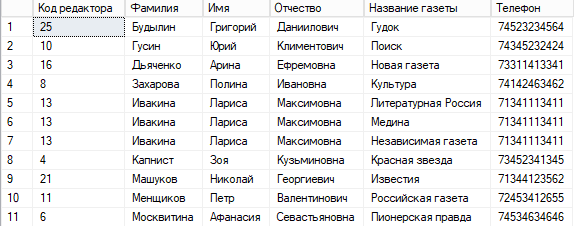 Код редактора Фамилия Имя Отчество Название газеты Телефон
1 25 Будылин Григорий Даниилович Гудок 74523234564
2 10 Гусин Юрий Климентович Поиск 74345232424
3 16 Дьяченко Арина Ефремовна Новая газета 73311413341
4 8 Захарова Полина Ивановна Культура 74142463462
5 13 Ивакина Лариса Максимовна Литературная Россия 71341113411
6 13 Ивакина Лариса Максимовна Медина 71341113411
7 13 Ивакина Лариса Максимовна Независимая газета 71341113411
8 4 Капнист Зоя Кузьминовна Красная звезда 73452341345
9 21 Машуков Николай Георгиевич Известия 71344123562
10 11 Менщиков Петр Валентинович Российская газета 72453412655
11 6 Москвитина Афанасия Севастьяновна Пионерская правда 74534634646